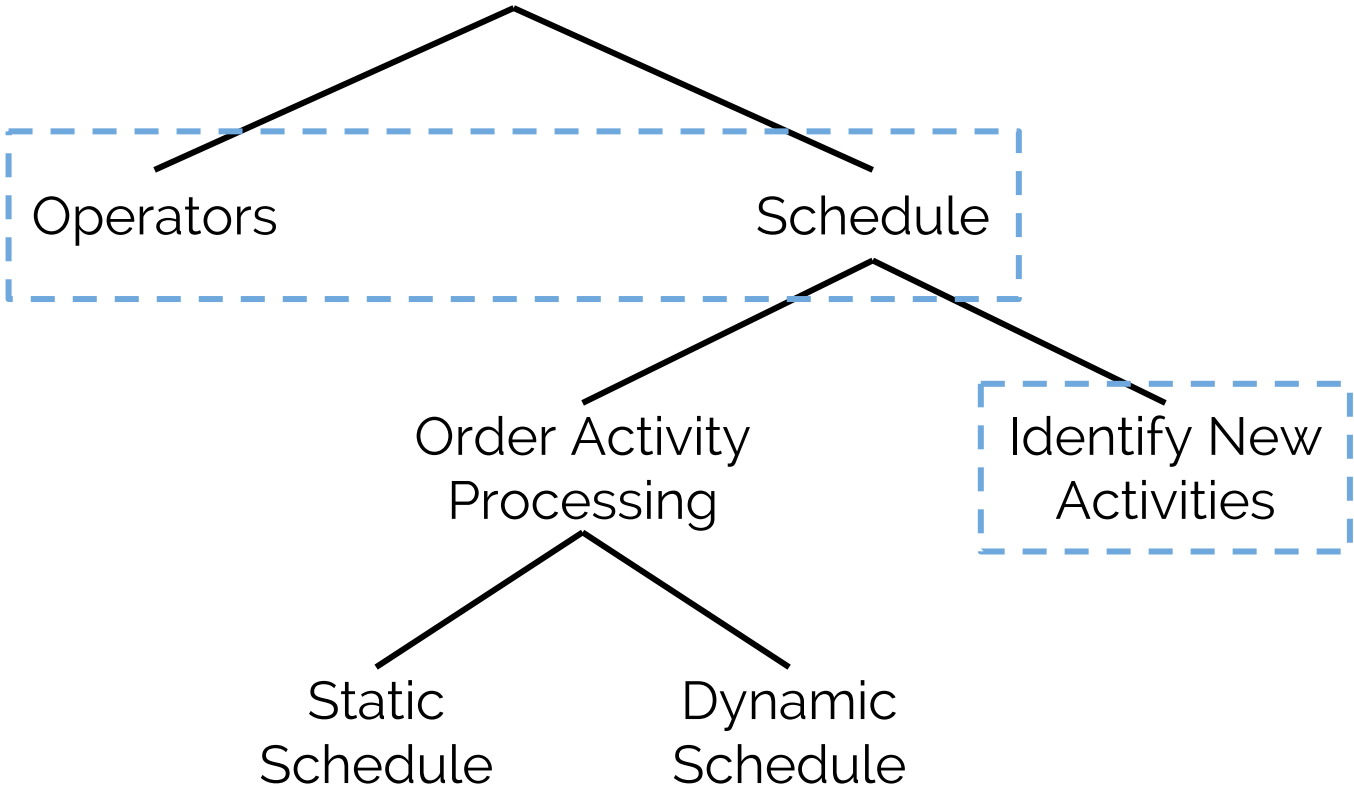 Operators
Schedule
Order Activity
Processing
Identify New
Activities
Static
Schedule
Dynamic
Schedule